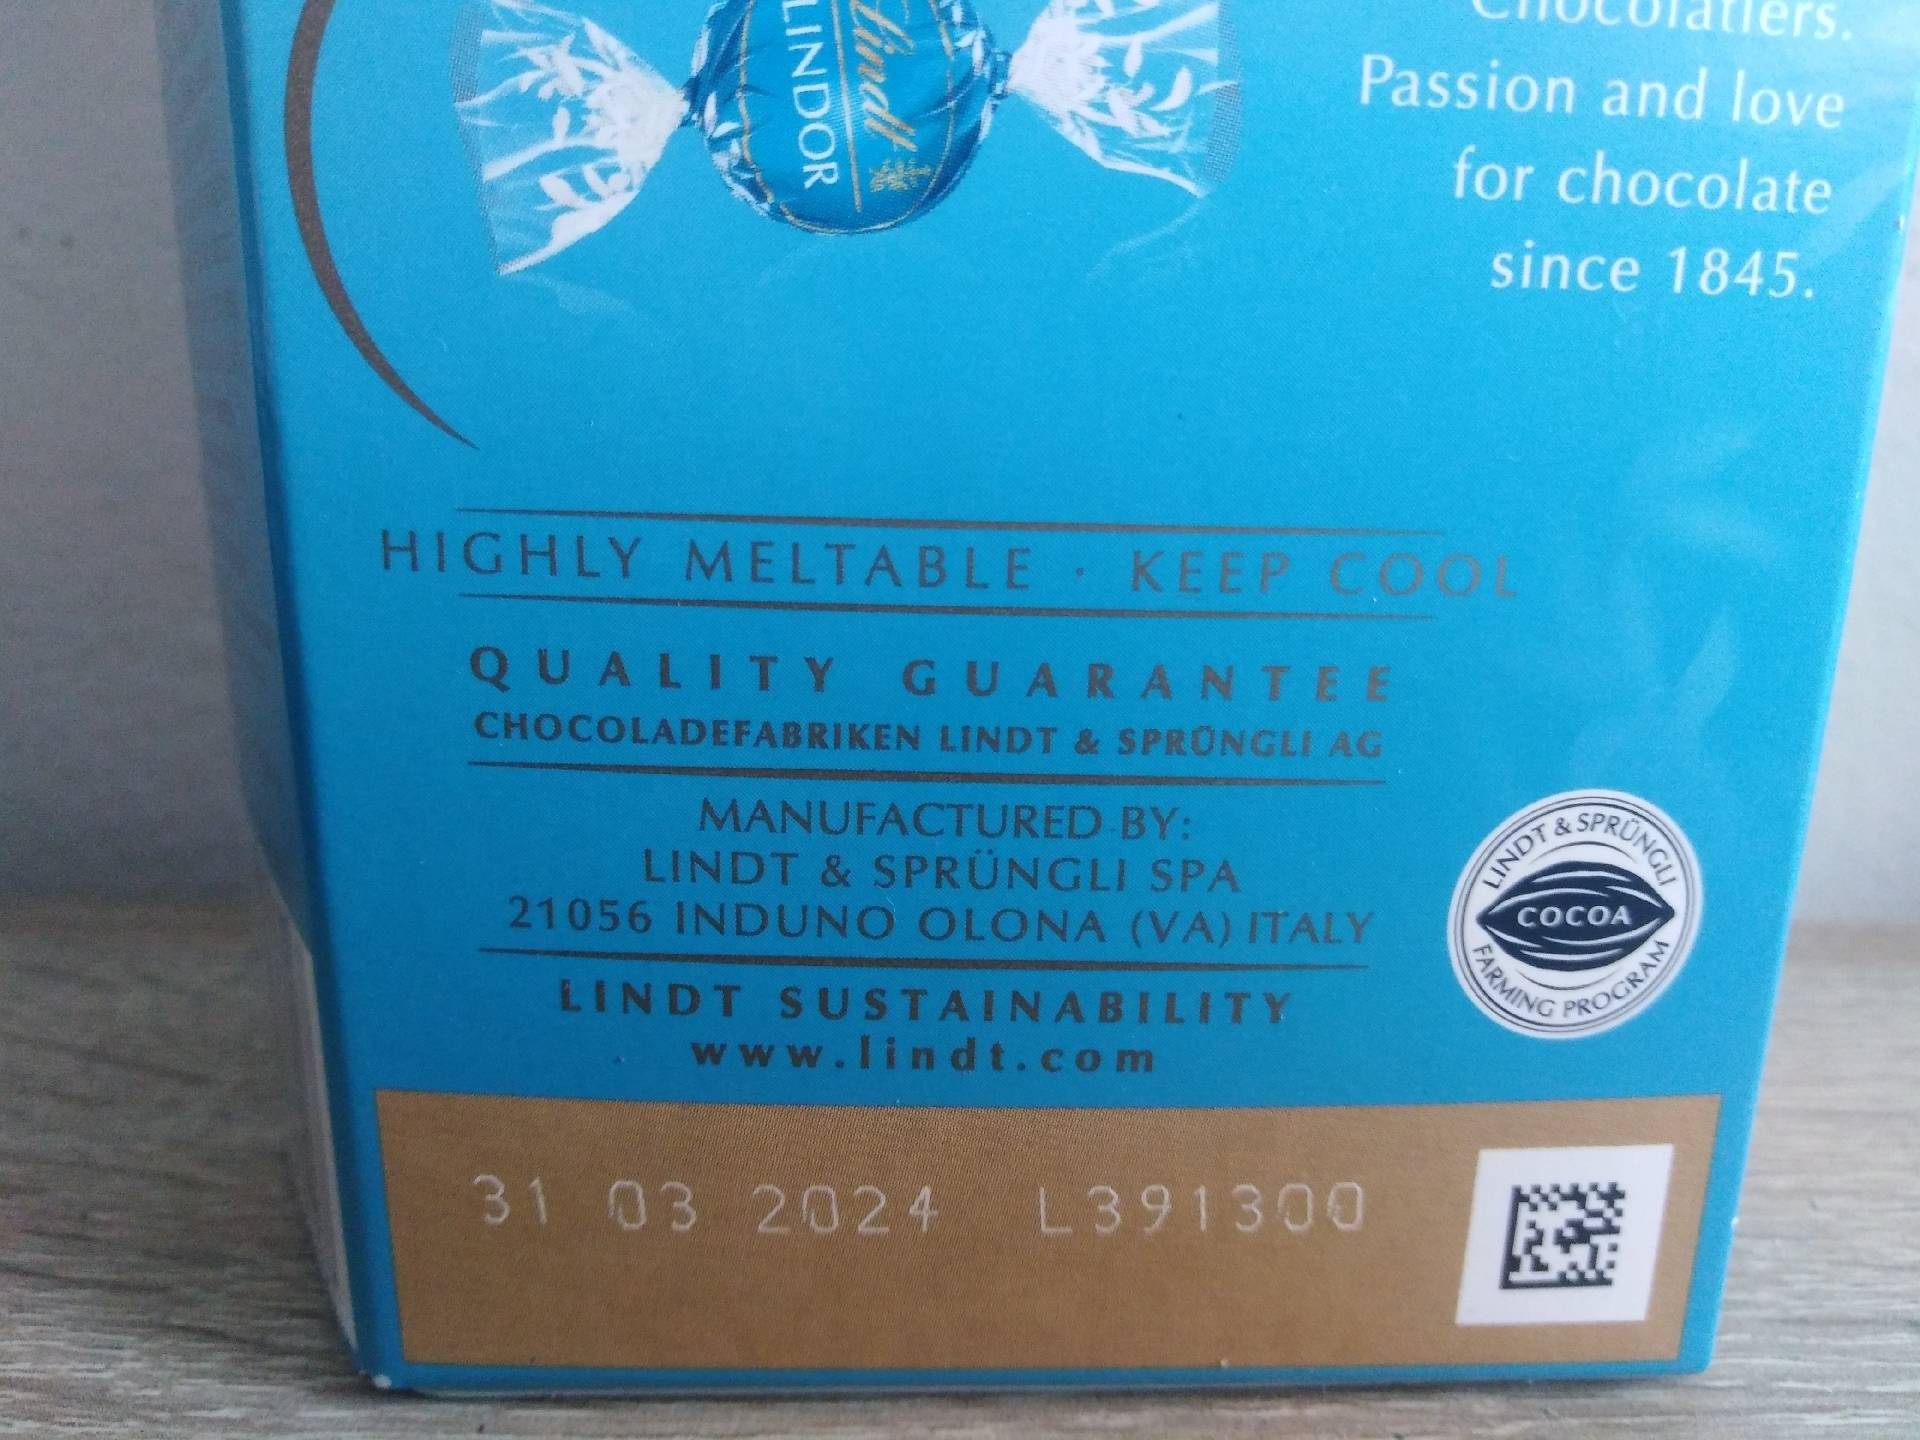 Lindt
LINDOR
Chocolatiers.
Passion and love
for chocolate
since 1845.
HIGHLY MELTABLE · KEEP COOL
QUALITY GUARANTEE
CHOCOLADEFABRIKEN LINDT & SPRÜNGLI AG
MANUFACTURED BY:
LINDT & SPRÜNGLI SPA
21056 INDUNO OLONA (VA) ITALY
LINDT SUSTAINABILITY
www.lindt.com
LINDT & SPRÜNGLI
COCOA
FARMING PROGRAM
31 03 2024 L391300